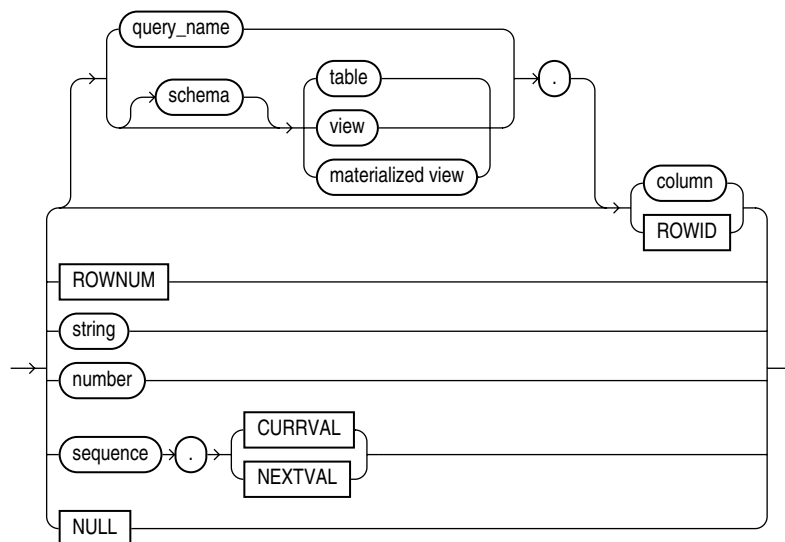 query_name
schema
table
.
view
materialized view
column
ROWID
ROWNUM
string
number
sequence . CURRVAL
NEXTVAL
NULL